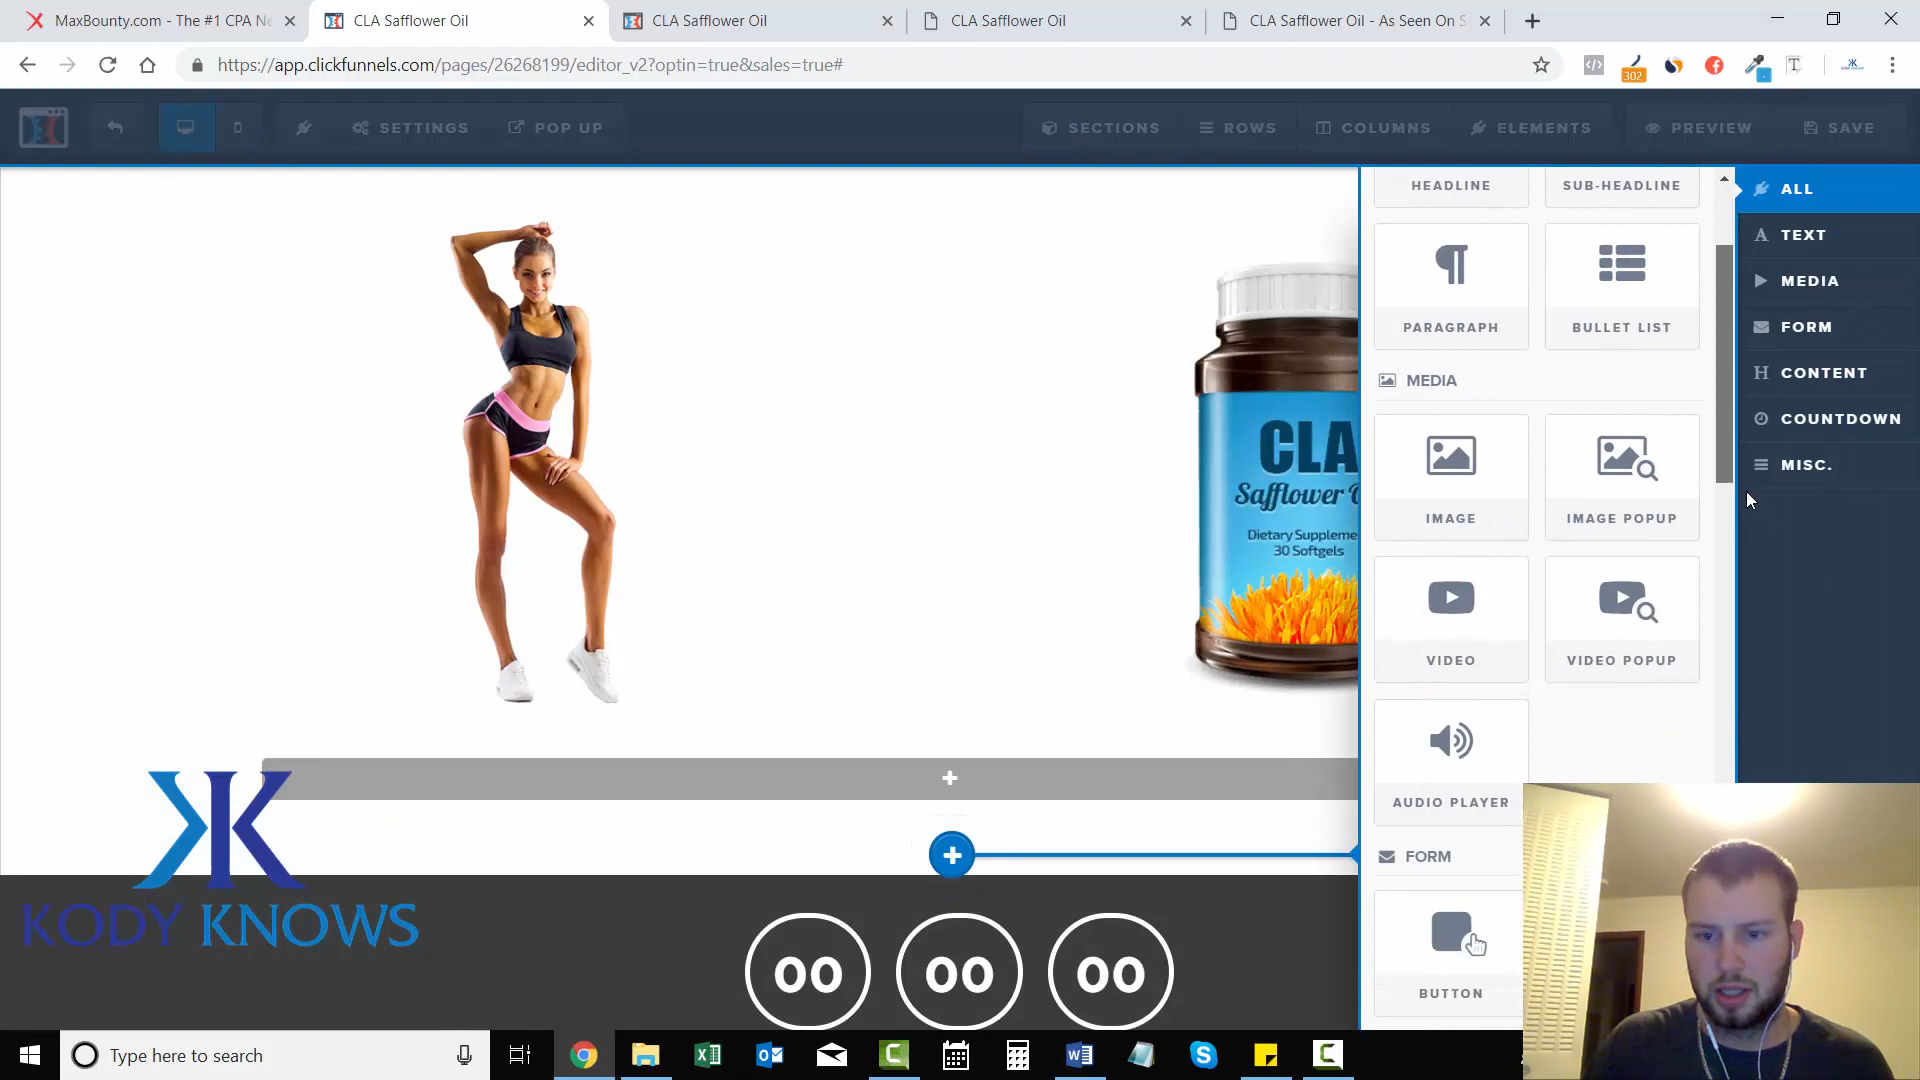 MaxBounty.com - The #1 CPA Ne
CLA Safflower Oil
CLA Safflower Oil
CLA Safflower Oil
CLA Safflower Oil - As Seen On S
https://app.clickfunnels.com/pages/26268199/editor_v2?optin=true&sales=true#
302
SETTINGS
POP UP
SECTIONS
ROWS
COLUMNS
ELEMENTS
PREVIEW
SAVE
HEADLINE
SUB-HEADLINE
PARAGRAPH
BULLET LIST
MEDIA
IMAGE
IMAGE POPUP
VIDEO
VIDEO POPUP
AUDIO PLAYER
FORM
BUTTON
ALL
TEXT
MEDIA
FORM
CONTENT
COUNTDOWN
MISC.
CLA
Safflower O
Dietary Suppleme
30 Softgels
KODY KNOWS
00 00 00
Type here to search